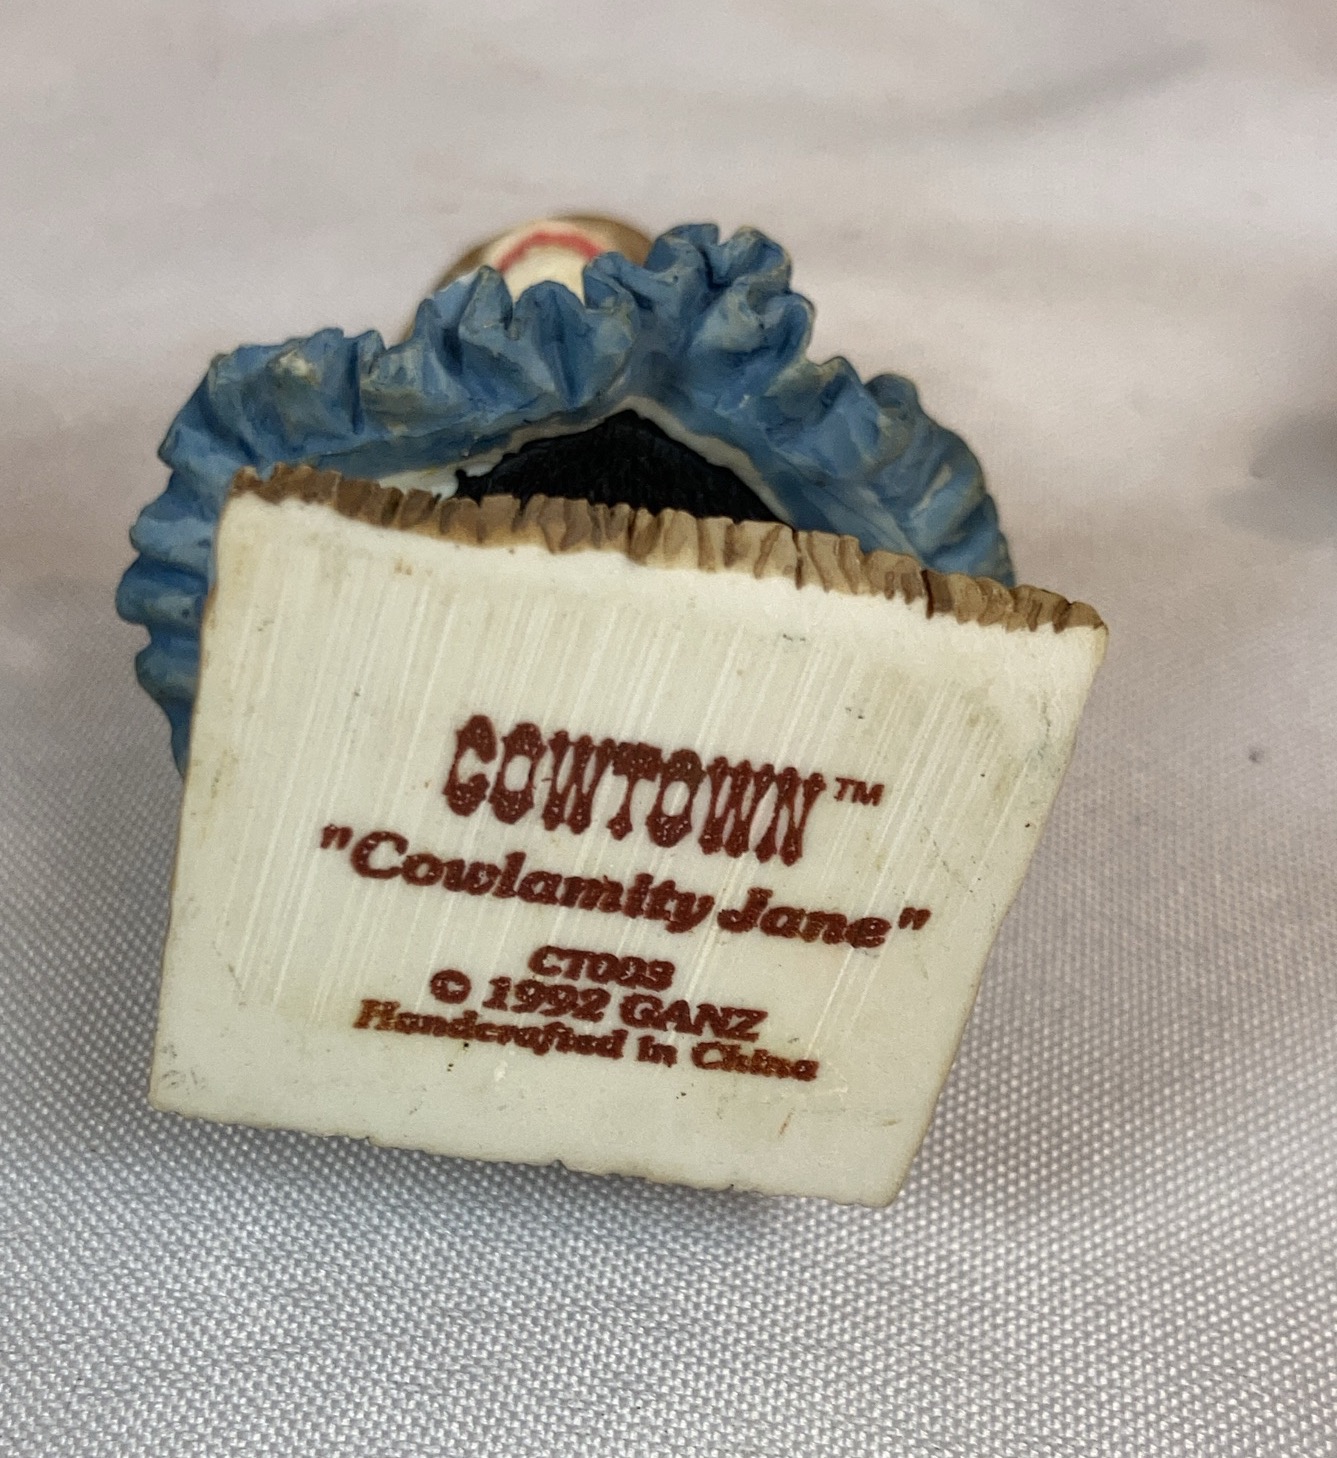 COWTOWN™
"Cowlamity Jane"
CT003
© 1992 GANZ
Handcrafted in China